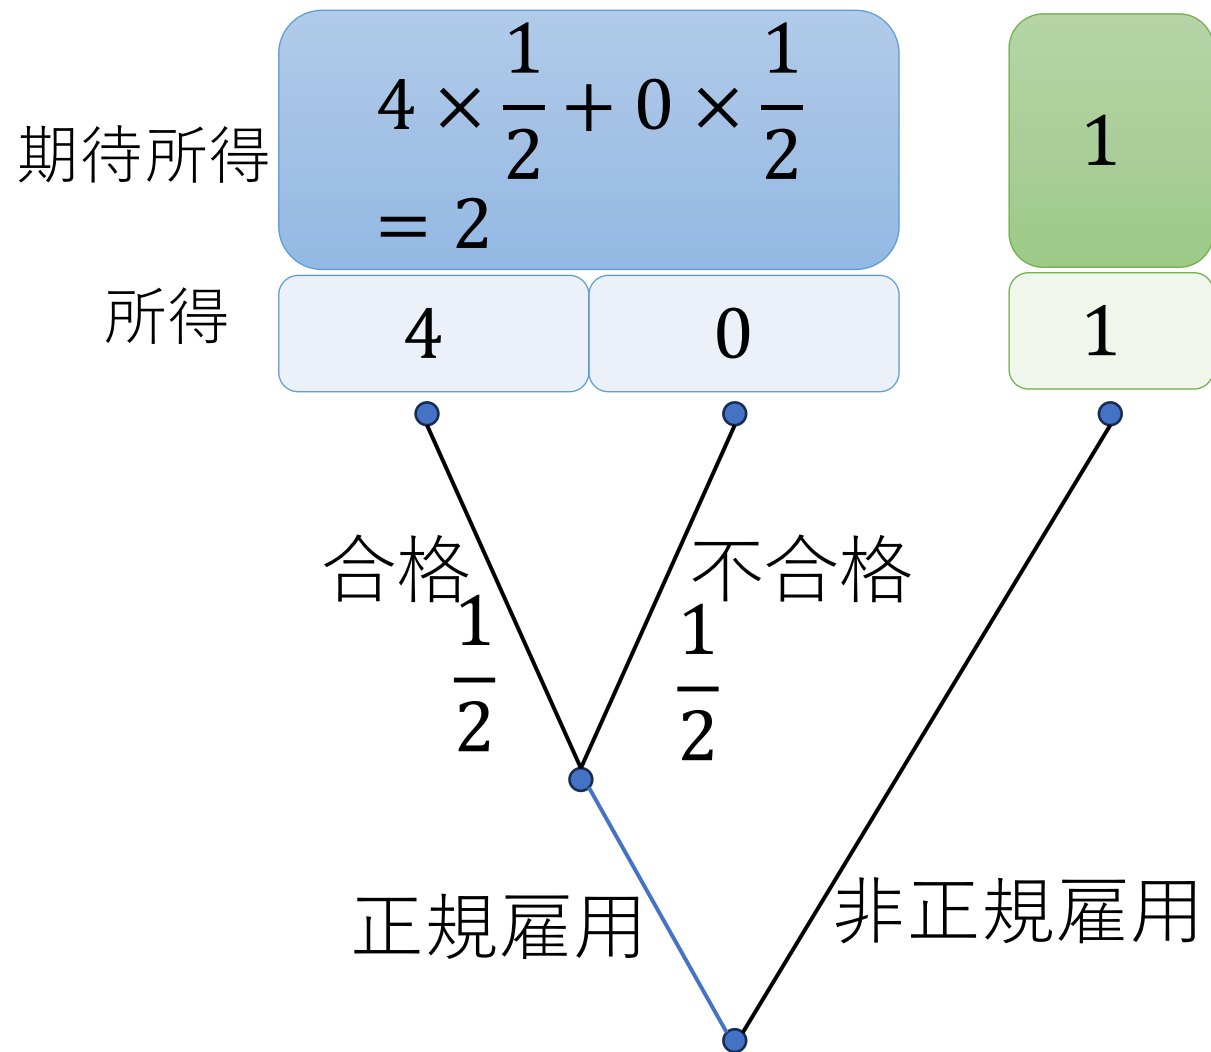 期待所得
4 × 1/2 + 0 × 1/2
= 2
1
所得
4
0
1
合格
1/2
不合格
1/2
正規雇用
非正規雇用